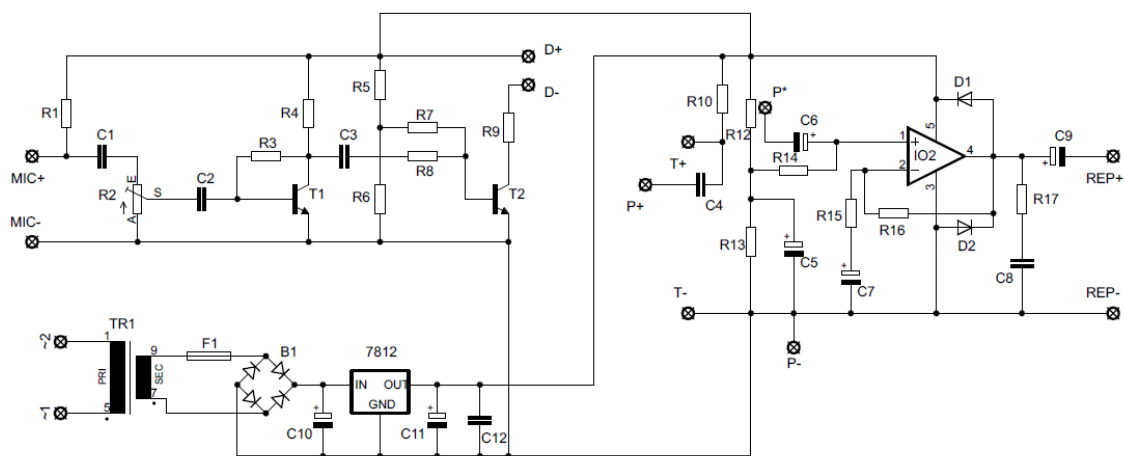 D+
D-
R1
R4
R5
R7
R9
C1
R3
C3
R8
MIC+
R2
E
S
A
C2
T1
R6
T2
MIC-
R10
P*
C6
+
R12
T+
R14
P+
C4
R13
+
C5
T-
P-
D1
5
1
+
IO2
4
2
-
3
C9
+
REP+
R15
R16
D2
R17
+
C7
C8
REP-
TR1
~2
1
9
F1
B1
7812
PRI
SEC
IN
OUT
GND
~1
5
7
+
C10
+
C11
C12